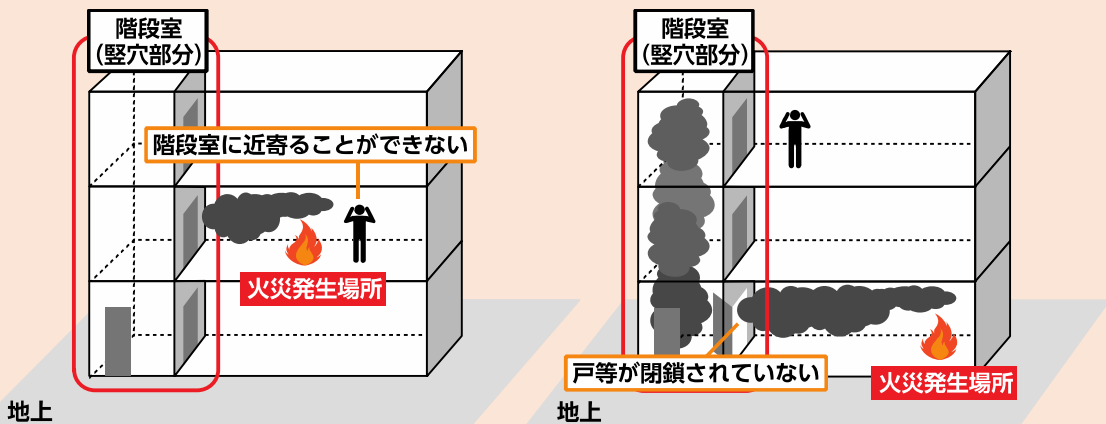 階段室
（竪穴部分）
階段室に近寄ることができない
火災発生場所
地上
階段室
（竪穴部分）
戸等が閉鎖されていない
火災発生場所
地上